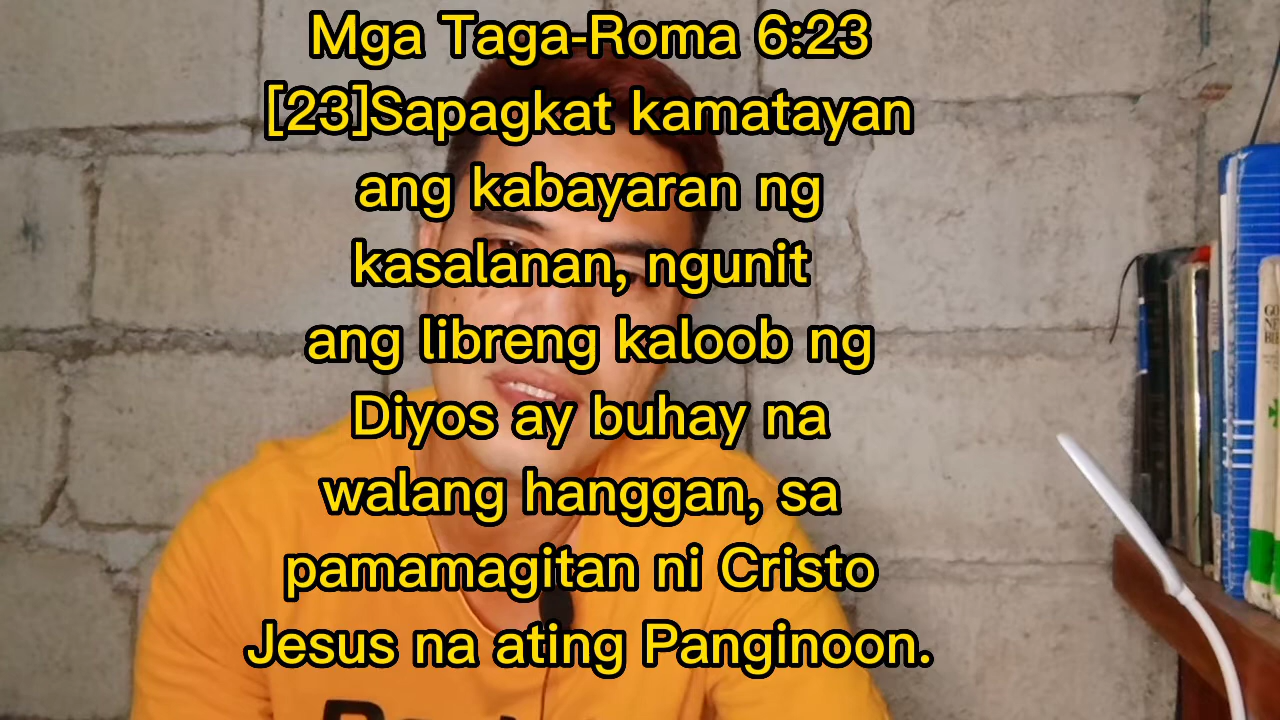 Mga Taga-Roma 6:23
[23]Sapagkat kamatayan
ang kabayaran ng
kasalanan, ngunit
ang libreng kaloob ng
Diyos ay buhay na
walang hanggan, sa
pamamagitan ni Cristo
Jesus na ating Panginoon.